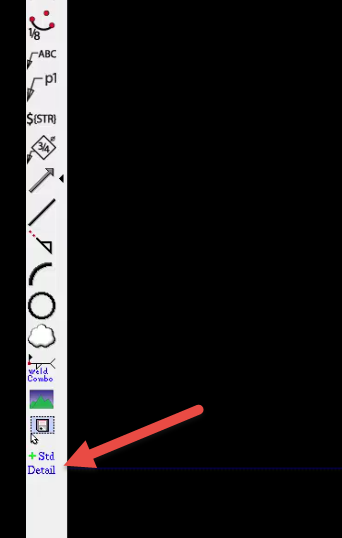 1/8
ABC
p1
$(STR)
3/4
Weld
Combo
+ Std
Detail